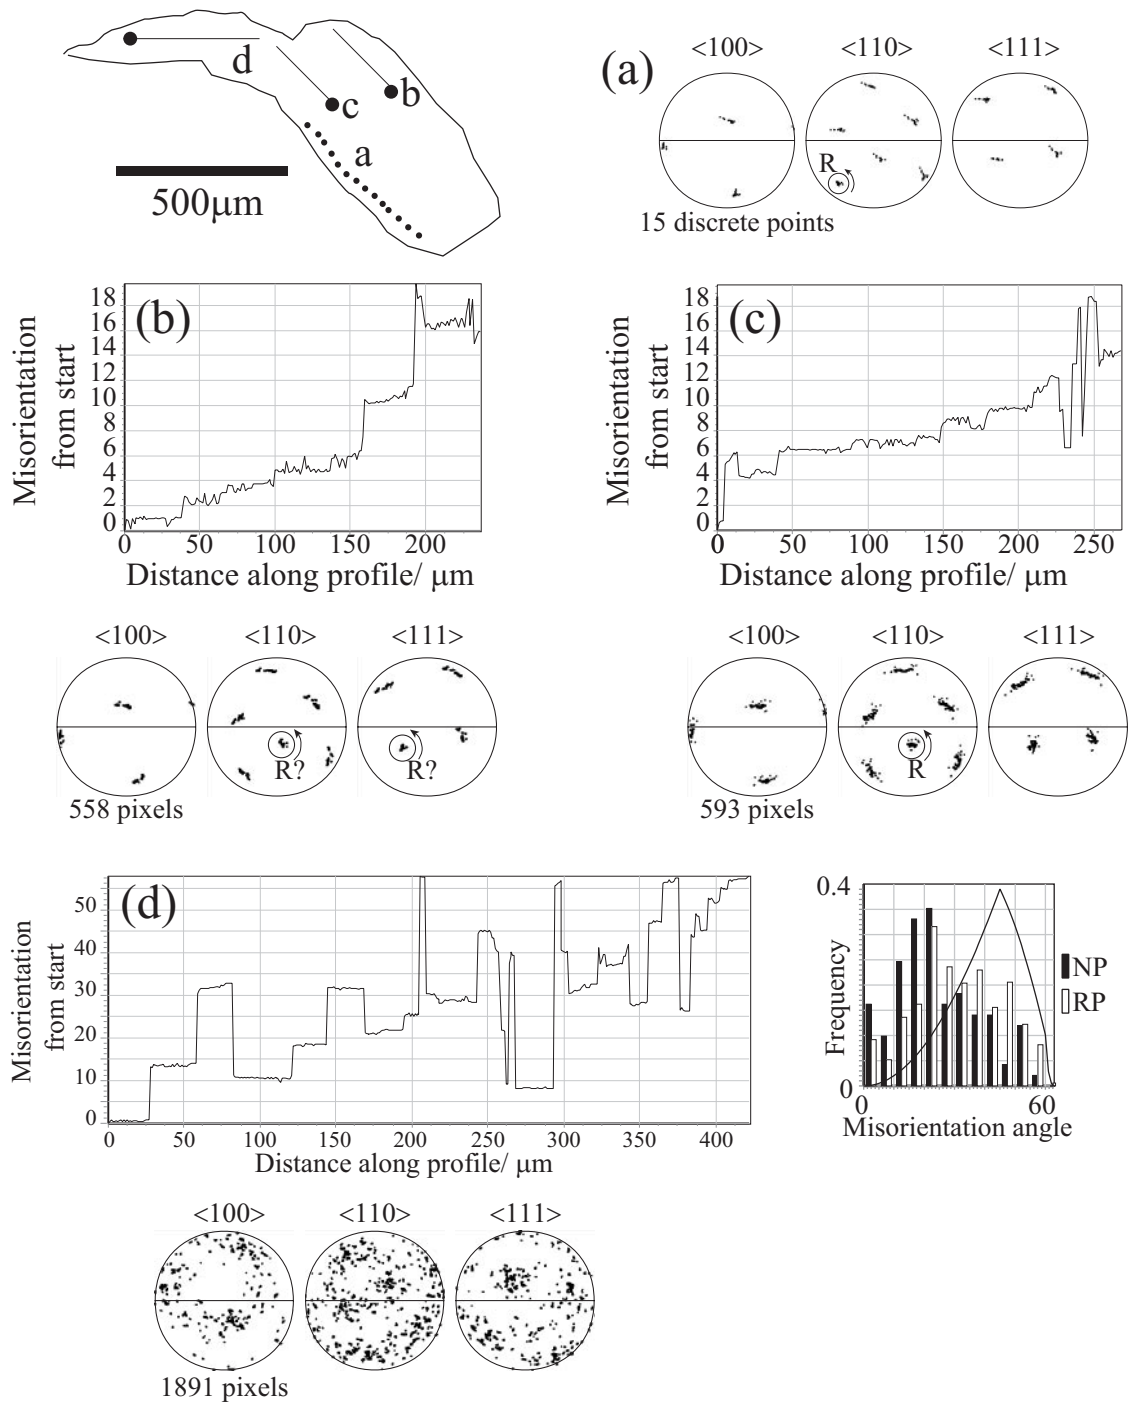 d
c
b
a
500μm
(a)
<100> <110> <111>
R
15 discrete points
(b)
Misorientation
from start
18
16
14
12
10
8
6
4
2
0
0 50 100 150 200
Distance along profile/ μm
<100> <110> <111>
R? R?
558 pixels
(c)
Misorientation
from start
18
16
14
12
10
8
6
4
2
0
0 50 100 150 200 250
Distance along profile/ μm
<100> <110> <111>
R
593 pixels
(d)
Misorientation
from start
50
40
30
20
10
0
0 50 100 150 200 250 300 350 400
Distance along profile/ μm
<100> <110> <111>
1891 pixels
0.4
Frequency
0
0 60
Misorientation angle
NP
RP